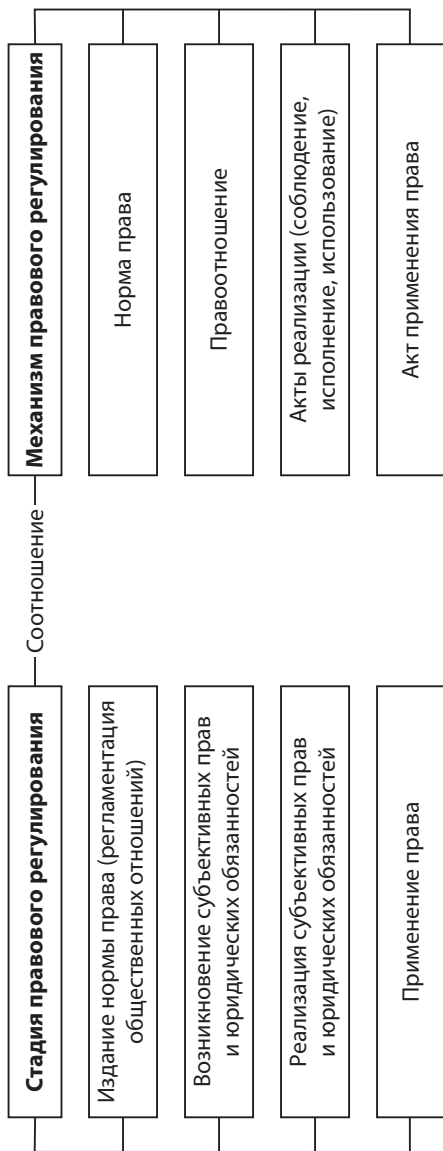 Стадия правового регулирования
Соотношение
Механизм правового регулирования
Издание нормы права (регламентация
общественных отношений)
Норма права
Возникновение субъективных прав
и юридических обязанностей
Правоотношение
Реализация субъективных прав
и юридических обязанностей
Акты реализации (соблюдение,
исполнение, использование)
Применение права
Акт применения права